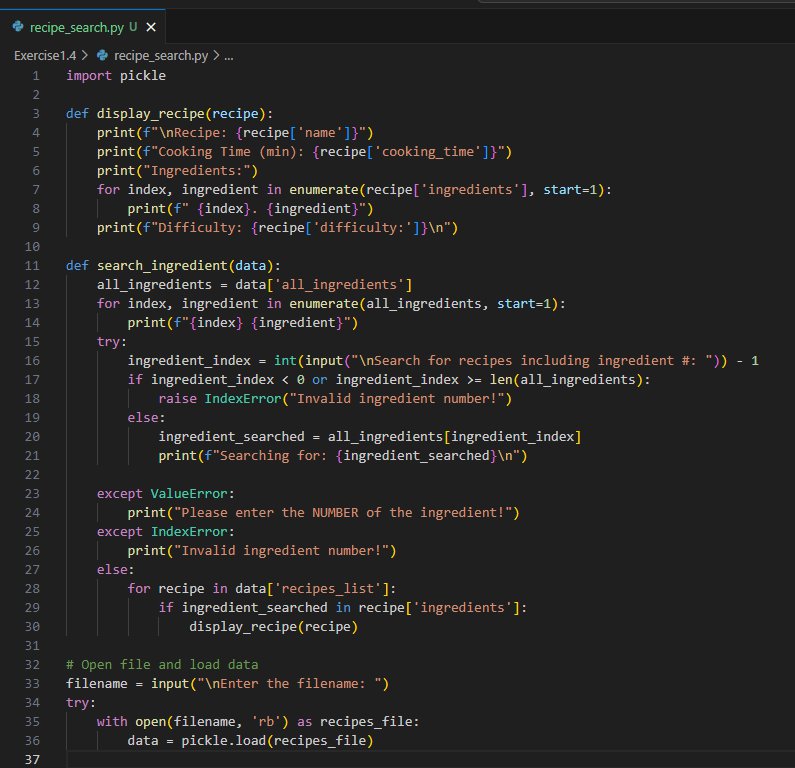 recipe_search.py U ×
Exercise1.4 > recipe_search.py > ...
1 import pickle
2
3 def display_recipe(recipe):
4     print(f"\nRecipe: {recipe['name']}")
5     print(f"Cooking Time (min): {recipe['cooking_time']}")
6     print("Ingredients:")
7     for index, ingredient in enumerate(recipe['ingredients'], start=1):
8         print(f" {index}. {ingredient}")
9     print(f"Difficulty: {recipe['difficulty:']}\n")
10
11 def search_ingredient(data):
12     all_ingredients = data['all_ingredients']
13     for index, ingredient in enumerate(all_ingredients, start=1):
14         print(f"{index} {ingredient}")
15     try:
16         ingredient_index = int(input("\nSearch for recipes including ingredient #: ")) - 1
17         if ingredient_index < 0 or ingredient_index >= len(all_ingredients):
18             raise IndexError("Invalid ingredient number!")
19         else:
20             ingredient_searched = all_ingredients[ingredient_index]
21             print(f"Searching for: {ingredient_searched}\n")
22
23     except ValueError:
24         print("Please enter the NUMBER of the ingredient!")
25     except IndexError:
26         print("Invalid ingredient number!")
27     else:
28         for recipe in data['recipes_list']:
29             if ingredient_searched in recipe['ingredients']:
30                 display_recipe(recipe)
31
32 # Open file and load data
33 filename = input("\nEnter the filename: ")
34 try:
35     with open(filename, 'rb') as recipes_file:
36         data = pickle.load(recipes_file)
37